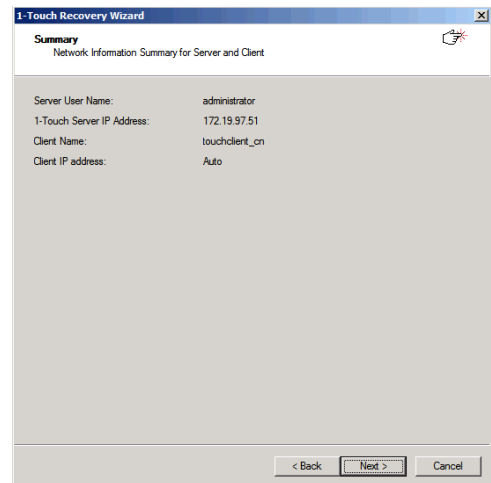 1-Touch Recovery Wizard
Summary
Network Information Summary for Server and Client
Server User Name: administrator
1-Touch Server IP Address: 172.19.97.51
Client Name: touchclient_cn
Client IP address: Auto
< Back Next > Cancel